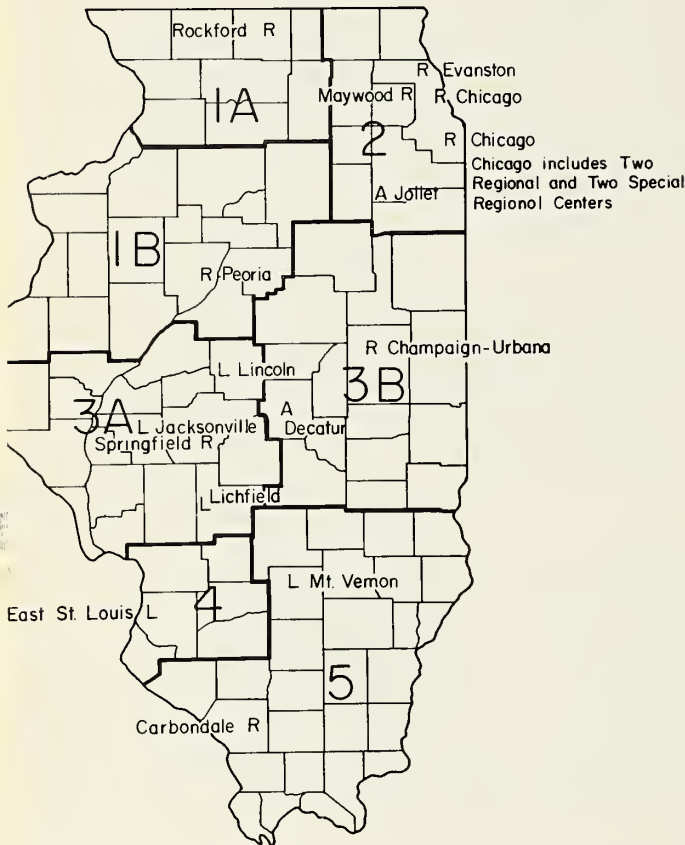 Rockford R
R Evanston
Maywood R
R Chicago
1A
2
R Chicago
Chicago includes Two
Regional and Two Special
Regional Centers
A Joliet
1B
R Peoria
R Champaign-Urbana
L Lincoln
3B
3A
A
Decatur
L Jacksonville
Springfield R
L Lichfield
L Mt. Vernon
East St. Louis L
4
5
Carbondale R